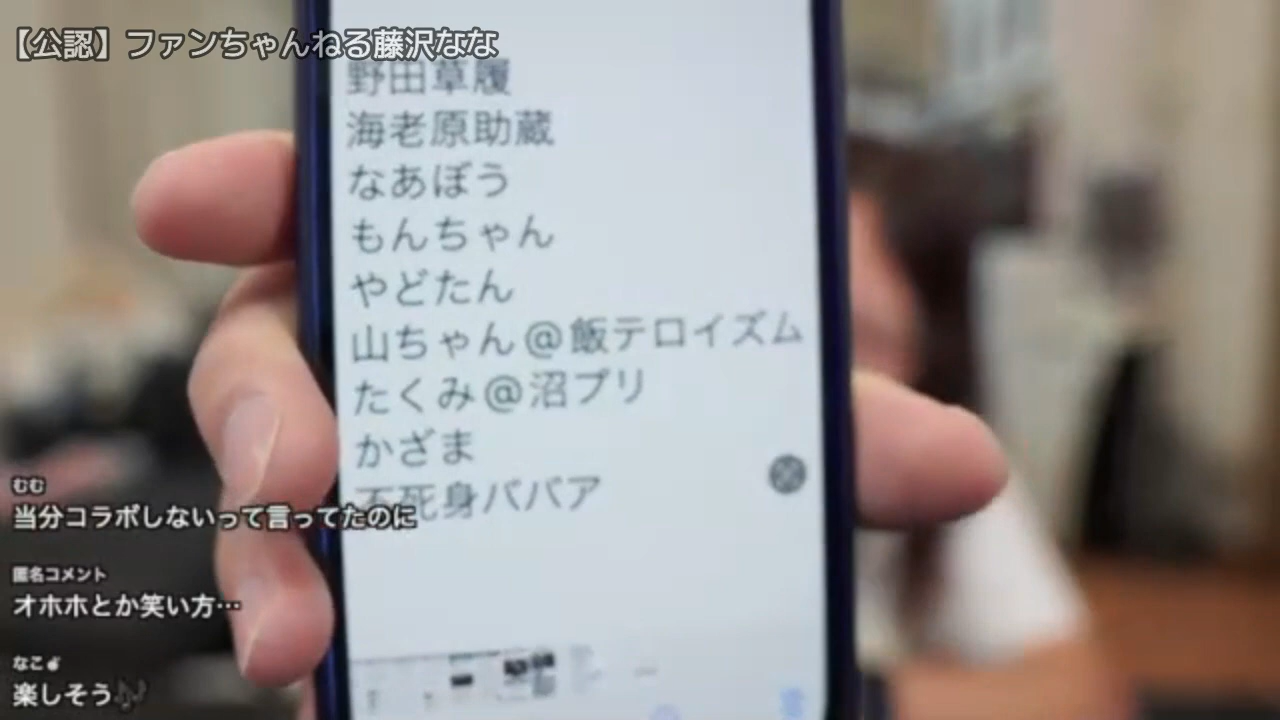 【公認】ファンちゃんねる藤沢なな
野田草履
海老原助蔵
なあぼう
もんちゃん
やどたん
山ちゃん@飯テロイズム
たくみ@沼プリ
かざま
不死身ババア
むむ
当分コラボしないって言ってたのに
匿名コメント
オホホとか笑い方…
なこ
楽しそう🎶